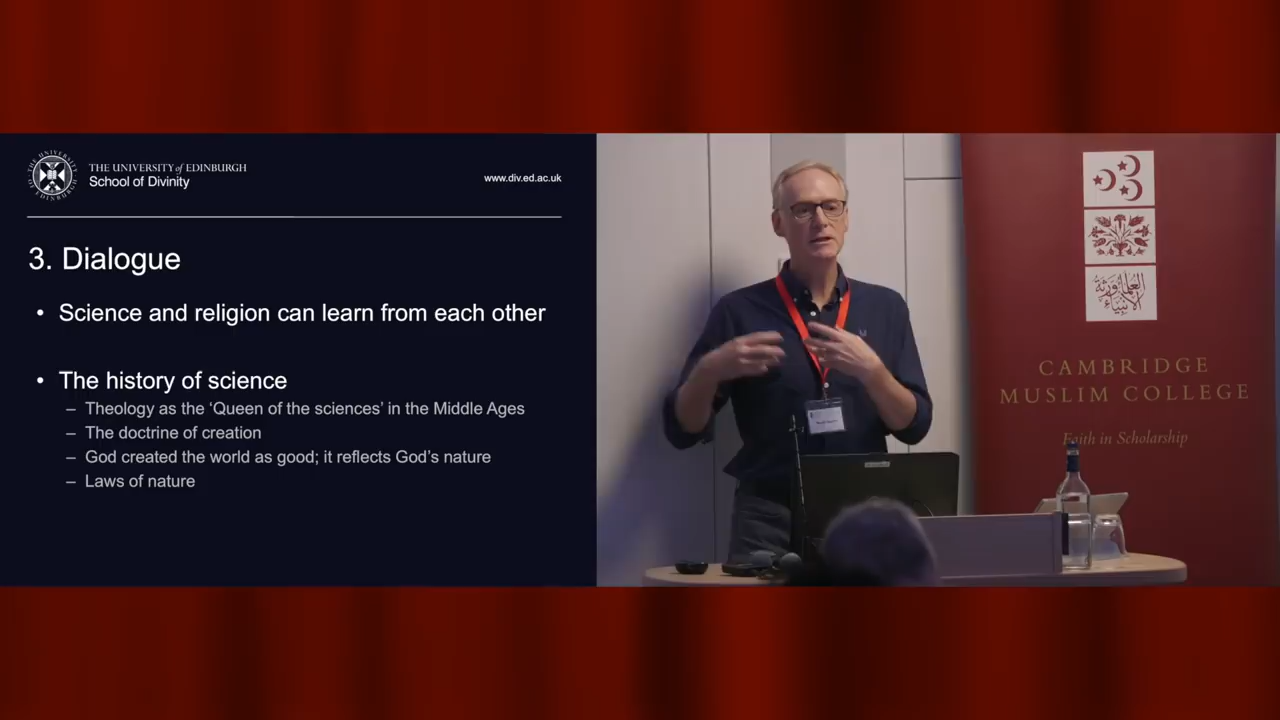 THE UNIVERSITY of EDINBURGH
School of Divinity
www.div.ed.ac.uk
3. Dialogue
• Science and religion can learn from each other
• The history of science
– Theology as the ‘Queen of the sciences’ in the Middle Ages
– The doctrine of creation
– God created the world as good; it reflects God’s nature
– Laws of nature
CAMBRIDGE
MUSLIM COLLEGE
Faith in Scholarship